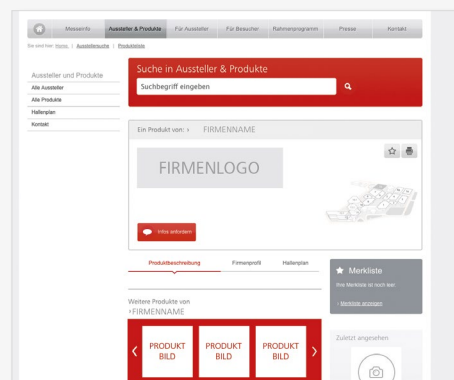 Messeinfo Aussteller & Produkte Für Aussteller Für Besucher Rahmenprogramm Presse Kontakt
Sie sind hier: Home | Ausstellersuche | Produktliste
Aussteller und Produkte
Alle Aussteller
Alle Produkte
Hallenplan
Kontakt
Suche in Aussteller & Produkte
Suchbegriff eingeben
Ein Produkt von: › FIRMENNAME
FIRMENLOGO
Infos anfordern
Produktbeschreibung Firmenprofil Hallenplan
Weitere Produkte von
›FIRMENNAME
PRODUKT BILD
PRODUKT BILD
PRODUKT BILD
Merkliste
Ihre Merkliste ist noch leer.
› Merkliste anzeigen
Zuletzt angesehen